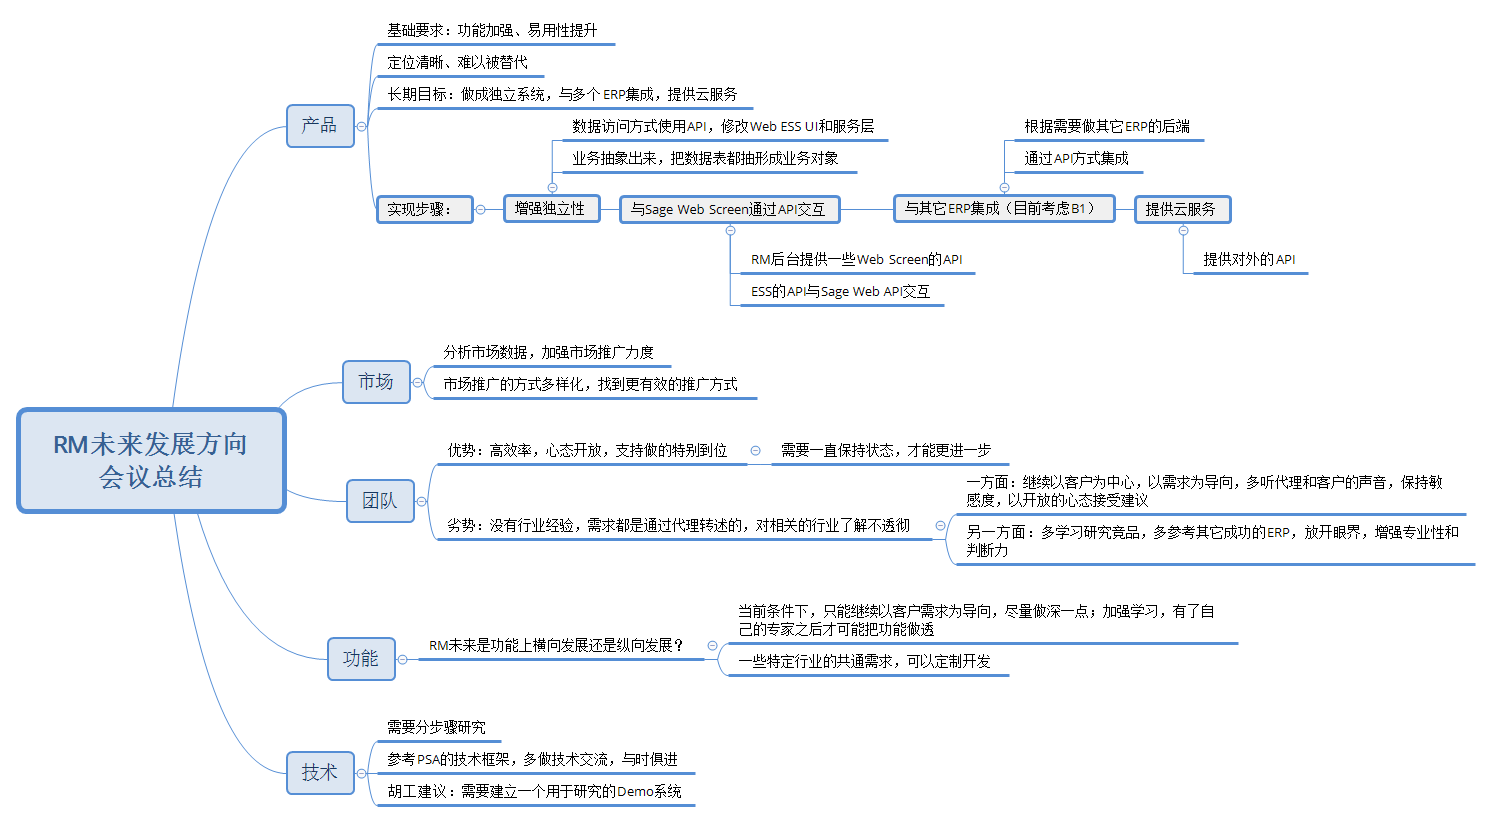 RM未来发展方向
会议总结
产品
基础要求：功能加强、易用性提升
定位清晰、难以被替代
长期目标：做成独立系统，与多个ERP集成，提供云服务
实现步骤：
增强独立性
数据访问方式使用API，修改Web ESS UI和服务层
业务抽象出来，把数据表都抽形成业务对象
与Sage Web Screen通过API交互
RM后台提供一些Web Screen的API
ESS的API与Sage Web API交互
与其它ERP集成（目前考虑B1）
根据需要做其它ERP的后端
通过API方式集成
提供云服务
提供对外的API
市场
分析市场数据，加强市场推广力度
市场推广的方式多样化，找到更有效的推广方式
团队
优势：高效率，心态开放，支持做的特别到位
需要一直保持状态，才能更进一步
劣势：没有行业经验，需求都是通过代理转述的，对相关的行业了解不透彻
一方面：继续以客户为中心，以需求为导向，多听代理和客户的声音，保持敏
感度，以开放的心态接受建议
另一方面：多学习研究竞品，多参考其它成功的ERP，放开眼界，增强专业性和
判断力
功能
RM未来是功能上横向发展还是纵向发展？
当前条件下，只能继续以客户需求为导向，尽量做深一点；加强学习，有了自
己的专家之后才可能把功能做透
一些特定行业的共通需求，可以定制开发
技术
需要分步骤研究
参考PSA的技术框架，多做技术交流，与时俱进
胡工建议：需要建立一个用于研究的Demo系统